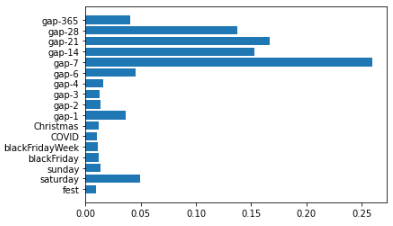 gap-365
gap-28
gap-21
gap-14
gap-7
gap-6
gap-4
gap-3
gap-2
gap-1
Christmas
COVID
blackFridayWeek
blackFriday
sunday
saturday
fest
0.00 0.05 0.10 0.15 0.20 0.25